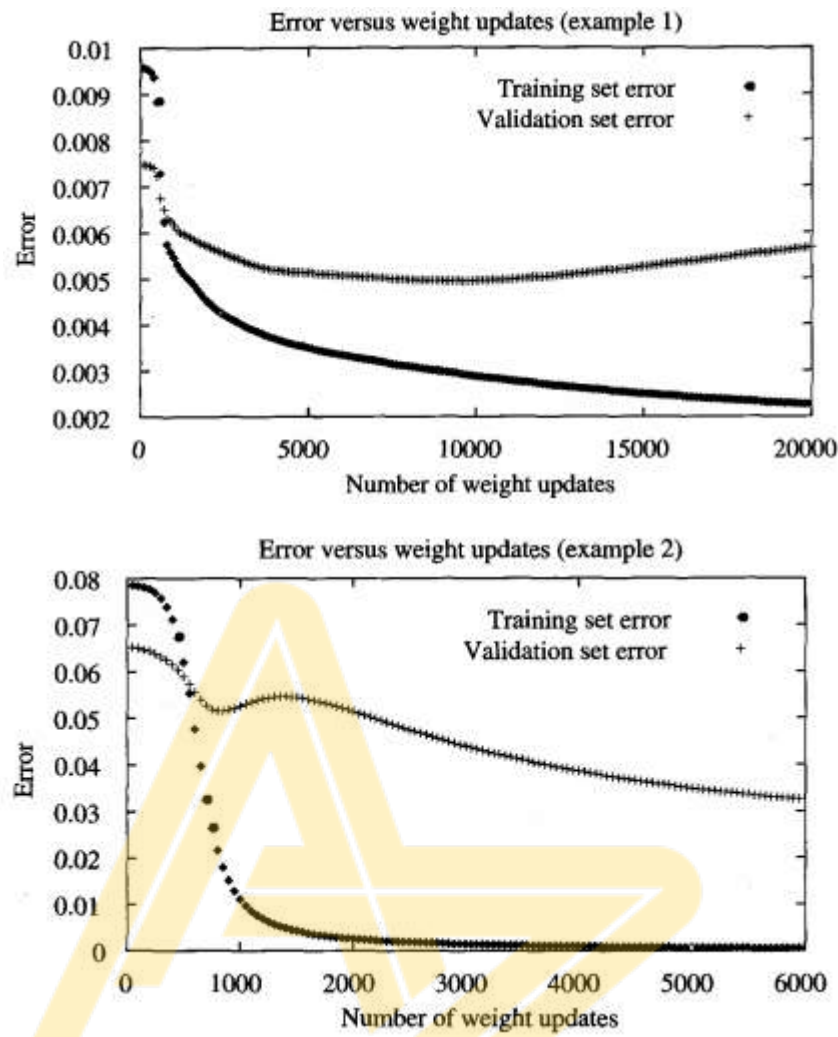 Error versus weight updates (example 1)
0.01
0.009
0.008
0.007
0.006
0.005
0.004
0.003
0.002
Error
Training set error
Validation set error
0 5000 10000 15000 20000
Number of weight updates
Error versus weight updates (example 2)
0.08
0.07
0.06
0.05
0.04
0.03
0.02
0.01
0
Error
Training set error
Validation set error
0 1000 2000 3000 4000 5000 6000
Number of weight updates